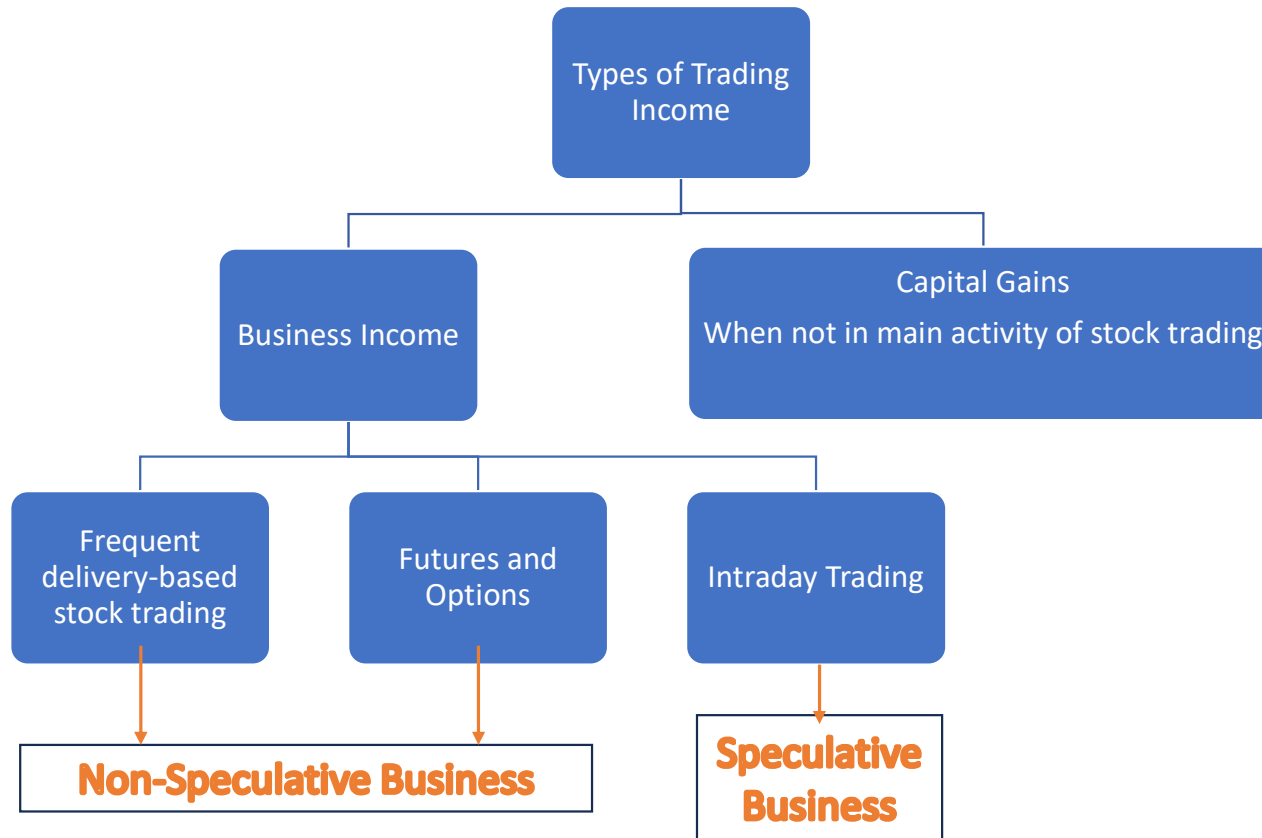 Types of Trading
Income
Business Income
Capital Gains
When not in main activity of stock trading
Frequent
delivery-based
stock trading
Futures and
Options
Intraday Trading
Non-Speculative Business
Speculative
Business